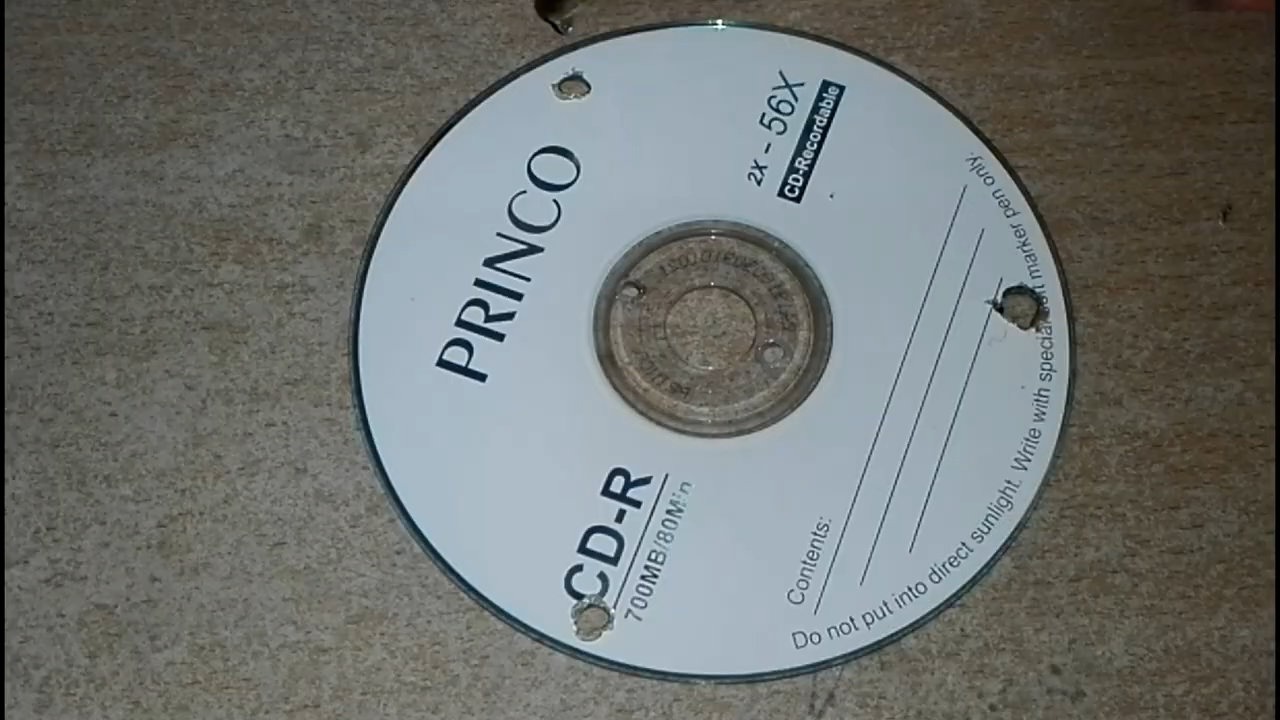 PRINCO
2X - 56X
CD-Recordable
CD-R
700MB/80Min
Contents:
Do not put into direct sunlight. Write with special marker pen only.